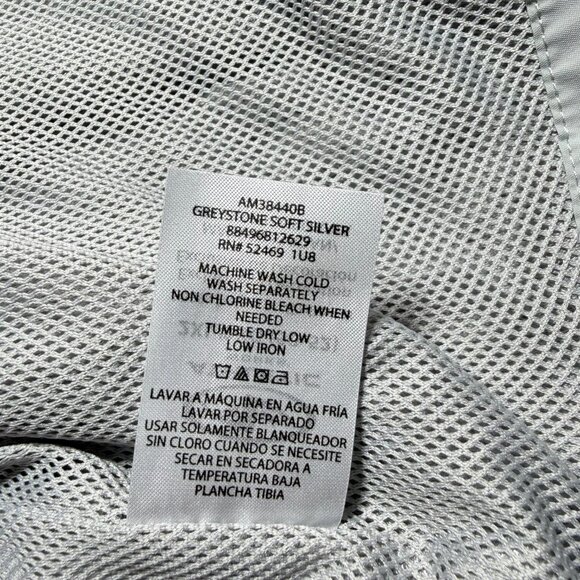 AM38440B
GREYSTONE SOFT SILVER
88496812629
RN# 52469 1U8
MACHINE WASH COLD
WASH SEPARATELY
NON CHLORINE BLEACH WHEN
NEEDED
TUMBLE DRY LOW
LOW IRON
LAVAR A MÁQUINA EN AGUA FRÍA
LAVAR POR SEPARADO
USAR SOLAMENTE BLANQUEADOR
SIN CLORO CUANDO SE NECESITE
SECAR EN SECADORA A
TEMPERATURA BAJA
PLANCHA TIBIA